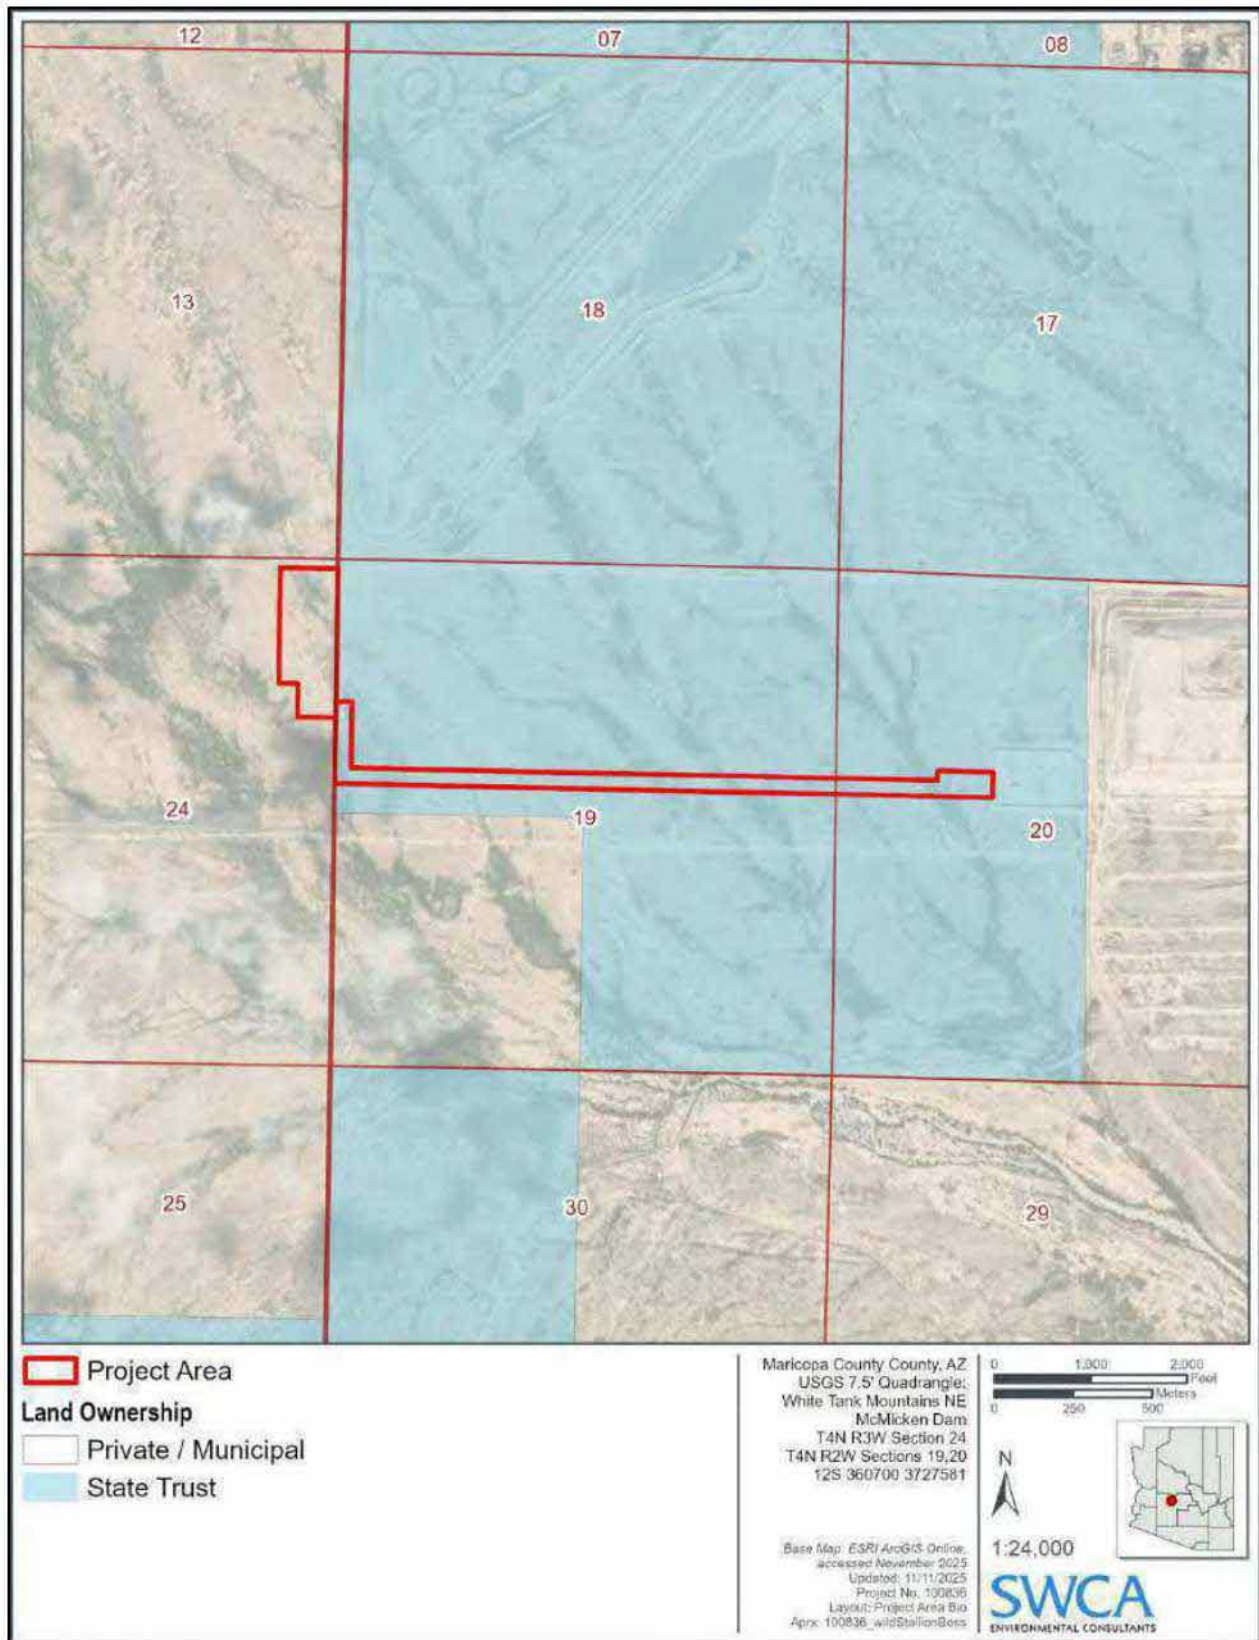 12
07
08
13
18
17
24
19
20
25
30
29
Project Area
Land Ownership
Private / Municipal
State Trust
Maricopa County County, AZ
USGS 7.5' Quadrangle:
White Tank Mountains NE
McMicken Dam
T4N R3W Section 24
T4N R2W Sections 19,20
12S 360700 3727581
Base Map: ESRI ArcGIS Online,
accessed November 2025
Updated: 11/11/2025
Project No. 100836
Layout: Project Area Bio
Aprx: 100836_wildStallionBess
0 1,000 2,000
Feet
Meters
0 250 500
N
1:24,000
SWCA
ENVIRONMENTAL CONSULTANTS